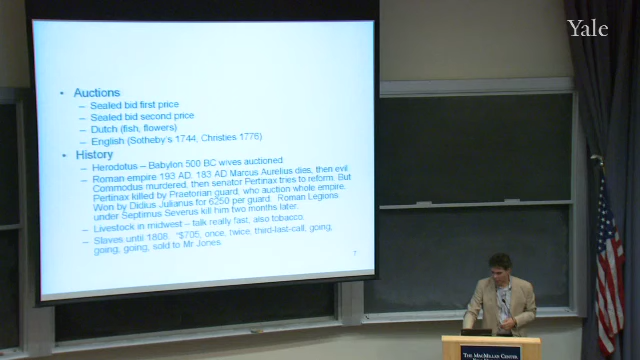 Yale
• Auctions
– Sealed bid first price
– Sealed bid second price
– Dutch (fish, flowers)
– English (Sotheby's 1744, Christies 1776)
• History
– Herodotus – Babylon 500 BC wives auctioned
– Roman empire 193 AD. 183 AD Marcus Aurelius dies, then evil
Commodus murdered, then senator Pertinax tries to reform. But
Pertinax killed by Praetorian guard, who auction whole empire.
Won by Didius Julianus for 6250 per guard. Roman Legions
under Septimus Severus kill him two months later.
– Livestock in midwest – talk really fast, also tobacco,
– Slaves until 1808. "$705, once, twice, third-last-call, going,
going, going, sold to Mr Jones.
7
THE MACMILLAN CENTER